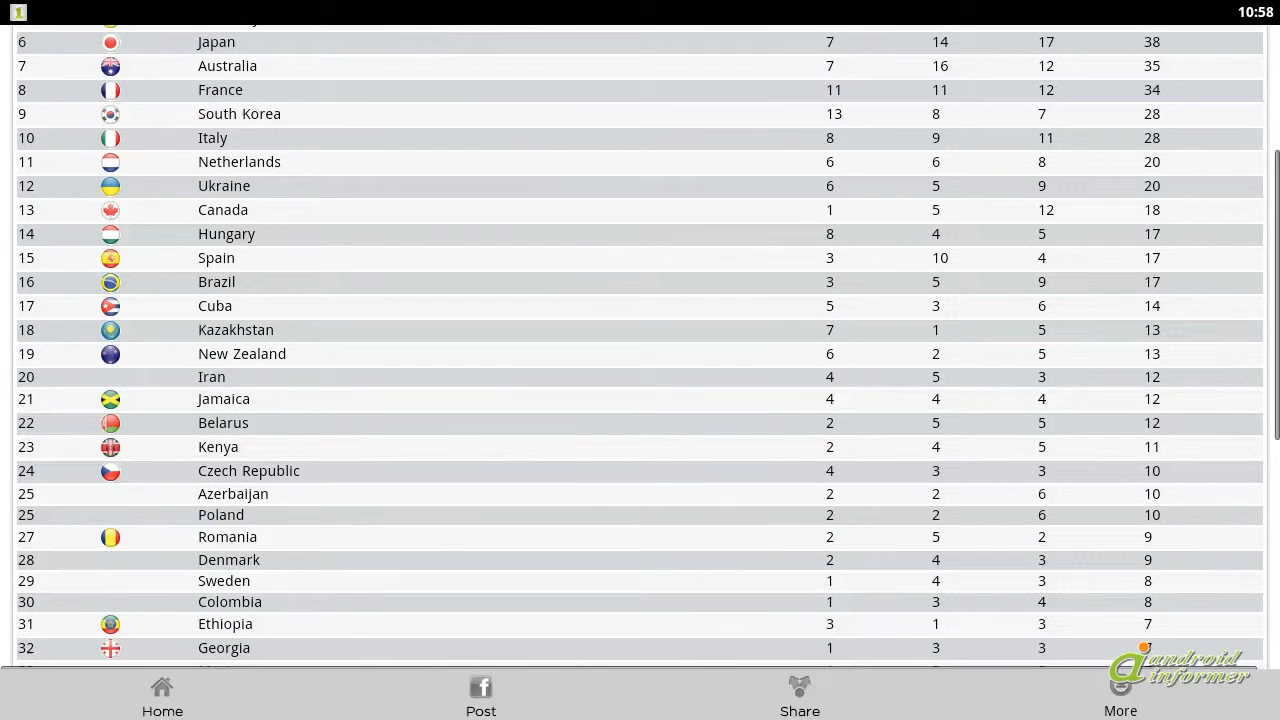 1 10:58
6 Japan 7 14 17 38
7 Australia 7 16 12 35
8 France 11 11 12 34
9 South Korea 13 8 7 28
10 Italy 8 9 11 28
11 Netherlands 6 6 8 20
12 Ukraine 6 5 9 20
13 Canada 1 5 12 18
14 Hungary 8 4 5 17
15 Spain 3 10 4 17
16 Brazil 3 5 9 17
17 Cuba 5 3 6 14
18 Kazakhstan 7 1 5 13
19 New Zealand 6 2 5 13
20 Iran 4 5 3 12
21 Jamaica 4 4 4 12
22 Belarus 2 5 5 12
23 Kenya 2 4 5 11
24 Czech Republic 4 3 3 10
25 Azerbaijan 2 2 6 10
25 Poland 2 2 6 10
27 Romania 2 5 2 9
28 Denmark 2 4 3 9
29 Sweden 1 4 3 8
30 Colombia 1 3 4 8
31 Ethiopia 3 1 3 7
32 Georgia 1 3 3
android
informer
Home Post Share More